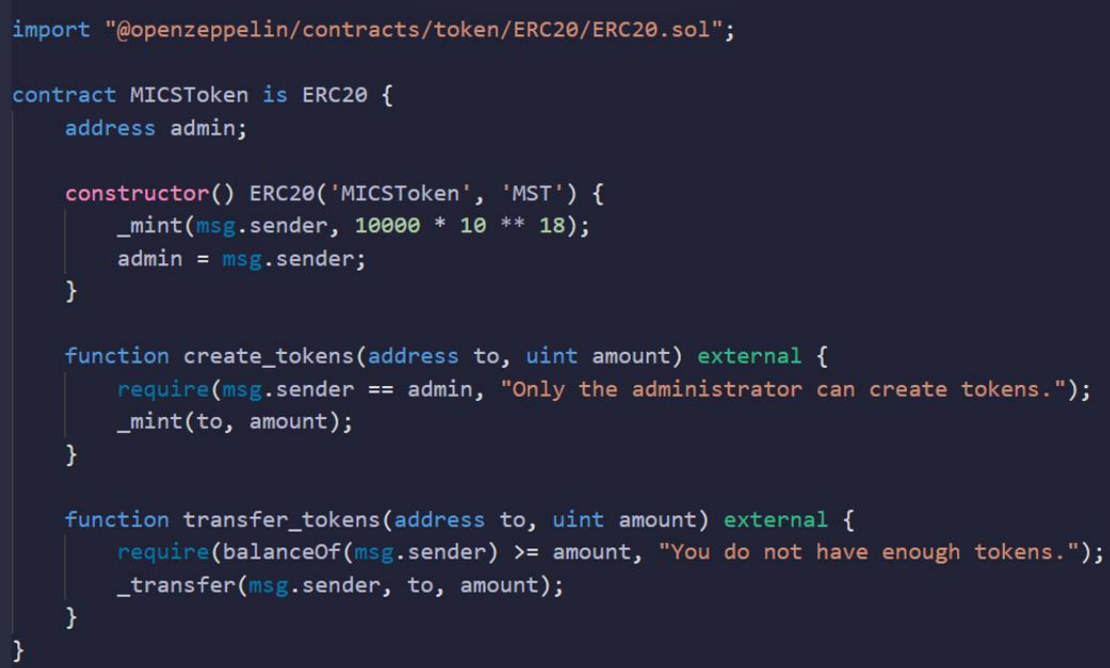 import "@openzeppelin/contracts/token/ERC20/ERC20.sol";
contract MICSToken is ERC20 {
address admin;
constructor() ERC20('MICSToken', 'MST') {
_mint(msg.sender, 10000 * 10 ** 18);
admin = msg.sender;
}
function create_tokens(address to, uint amount) external {
require(msg.sender == admin, "Only the administrator can create tokens.");
_mint(to, amount);
}
function transfer_tokens(address to, uint amount) external {
require(balanceOf(msg.sender) >= amount, "You do not have enough tokens.");
_transfer(msg.sender, to, amount);
}
}